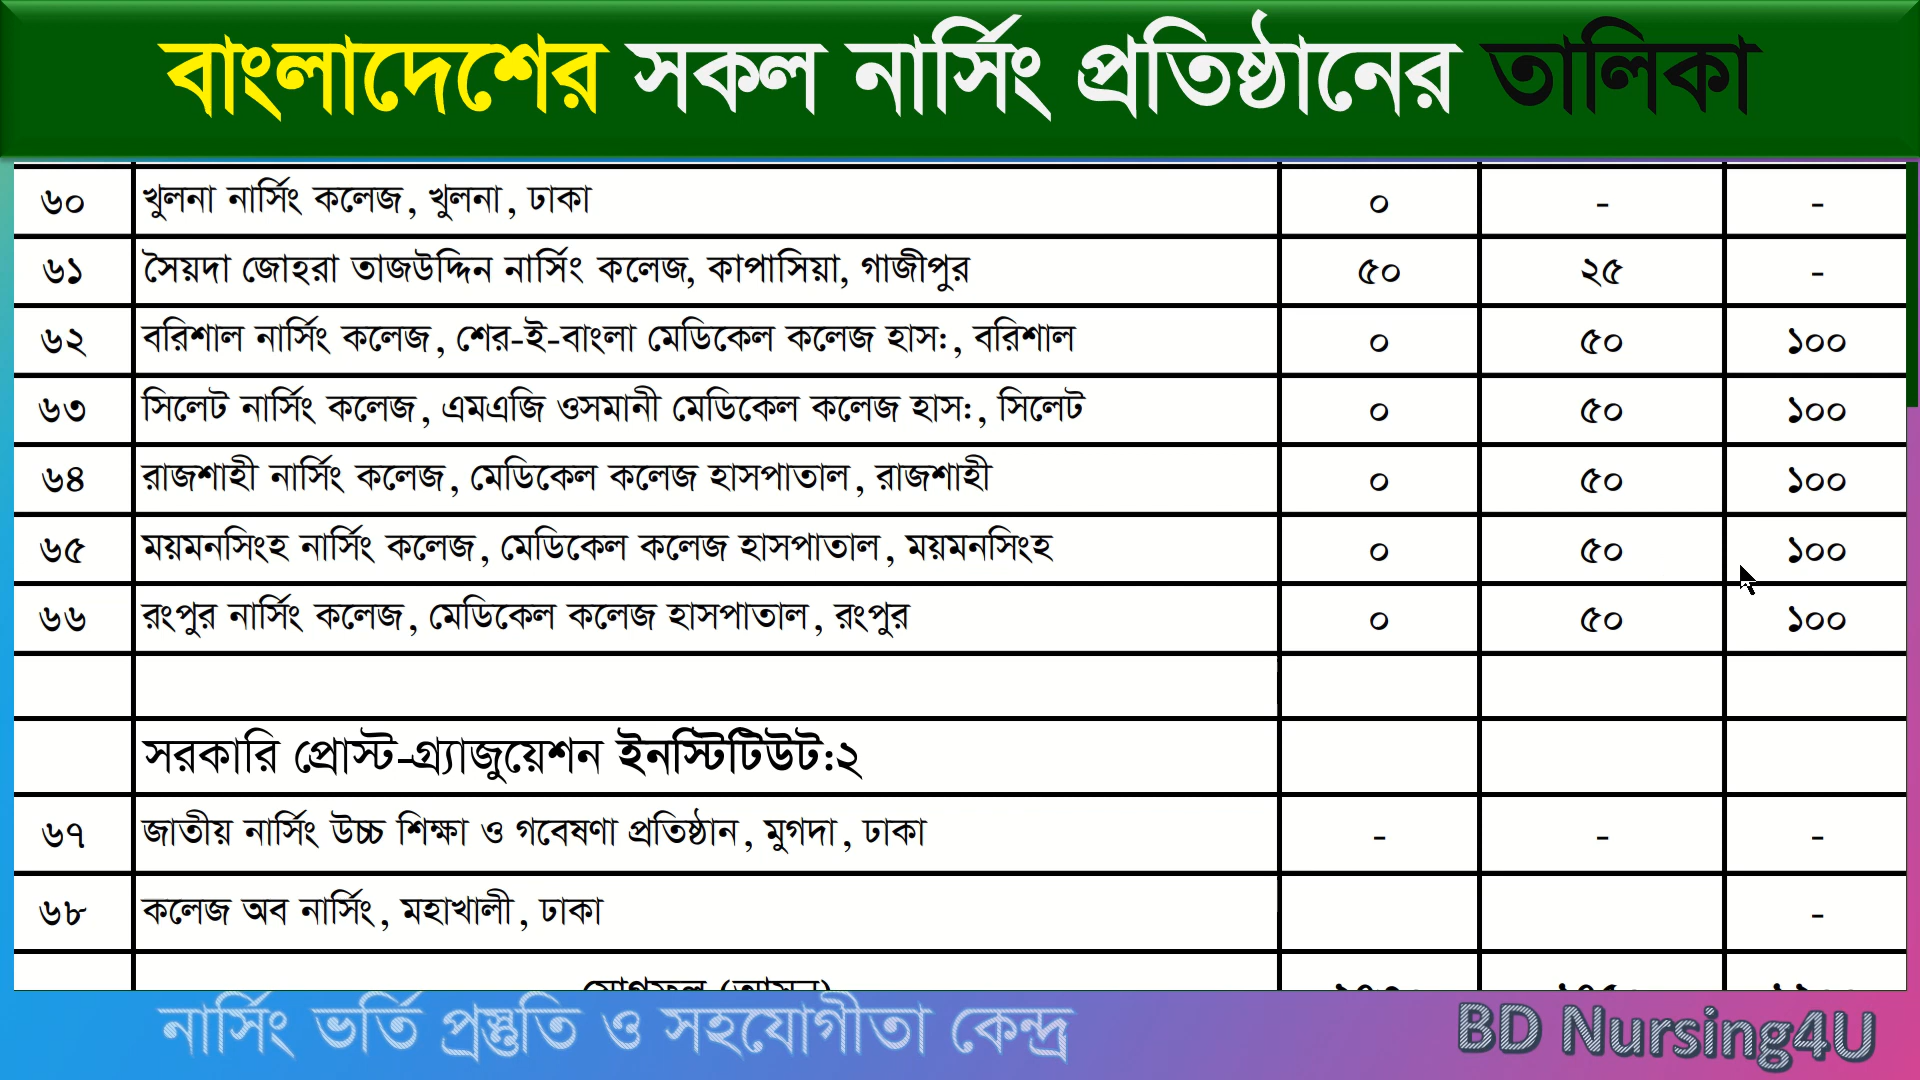 বাংলাদেশের সকল নার্সিং প্রতিষ্ঠানের তালিকা
৬০ খুলনা নার্সিং কলেজ, খুলনা, ঢাকা ০ - -
৬১ সৈয়দা জোহরা তাজউদ্দিন নার্সিং কলেজ, কাপাসিয়া, গাজীপুর ৫০ ২৫ -
৬২ বরিশাল নার্সিং কলেজ, শের-ই-বাংলা মেডিকেল কলেজ হাস:, বরিশাল ০ ৫০ ১০০
৬৩ সিলেট নার্সিং কলেজ, এমএজি ওসমানী মেডিকেল কলেজ হাস:, সিলেট ০ ৫০ ১০০
৬৪ রাজশাহী নার্সিং কলেজ, মেডিকেল কলেজ হাসপাতাল, রাজশাহী ০ ৫০ ১০০
৬৫ ময়মনসিংহ নার্সিং কলেজ, মেডিকেল কলেজ হাসপাতাল, ময়মনসিংহ ০ ৫০ ১০০
৬৬ রংপুর নার্সিং কলেজ, মেডিকেল কলেজ হাসপাতাল, রংপুর ০ ৫০ ১০০
সরকারি প্রোস্ট-গ্র্যাজুয়েশন ইনস্টিটিউট:২
৬৭ জাতীয় নার্সিং উচ্চ শিক্ষা ও গবেষণা প্রতিষ্ঠান, মুগদা, ঢাকা - - -
৬৮ কলেজ অব নার্সিং, মহাখালী, ঢাকা -
নার্সিং ভর্তি প্রস্তুতি ও সহযোগীতা কেন্দ্র
BD Nursing4U